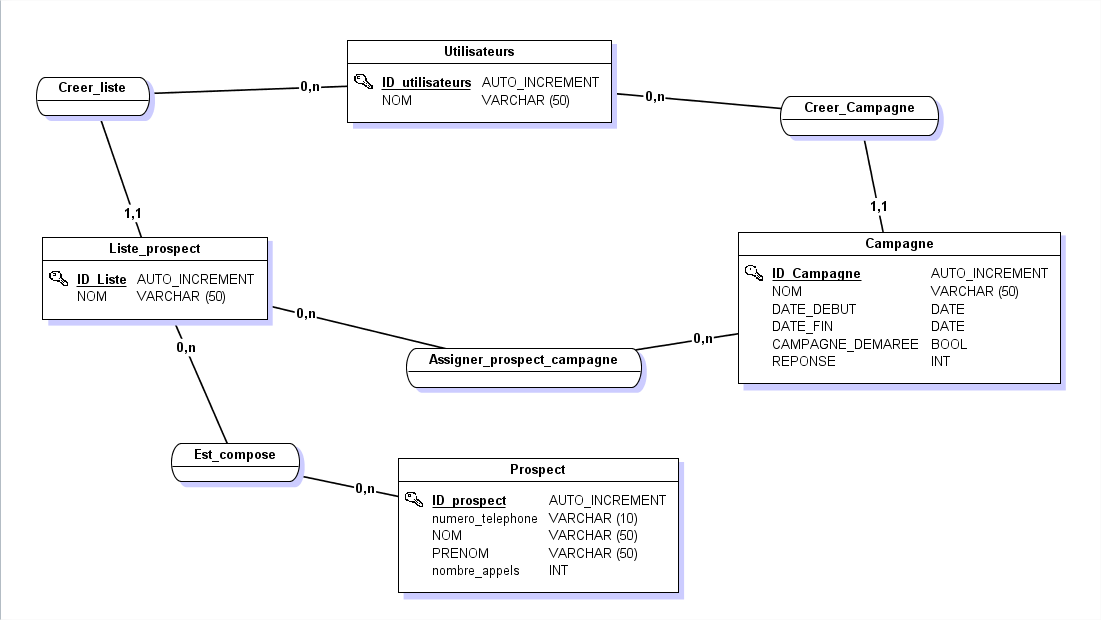 Utilisateurs
ID_utilisateurs AUTO_INCREMENT
NOM VARCHAR (50)
Creer_liste
0,n
0,n
Creer_Campagne
1,1
1,1
Liste_prospect
ID_Liste AUTO_INCREMENT
NOM VARCHAR (50)
Campagne
ID_Campagne AUTO_INCREMENT
NOM VARCHAR (50)
DATE_DEBUT DATE
DATE_FIN DATE
CAMPAGNE_DEMAREE BOOL
REPONSE INT
0,n
0,n
0,n
Assigner_prospect_campagne
Est_compose
0,n
Prospect
ID_prospect AUTO_INCREMENT
numero_telephone VARCHAR (10)
NOM VARCHAR (50)
PRENOM VARCHAR (50)
nombre_appels INT